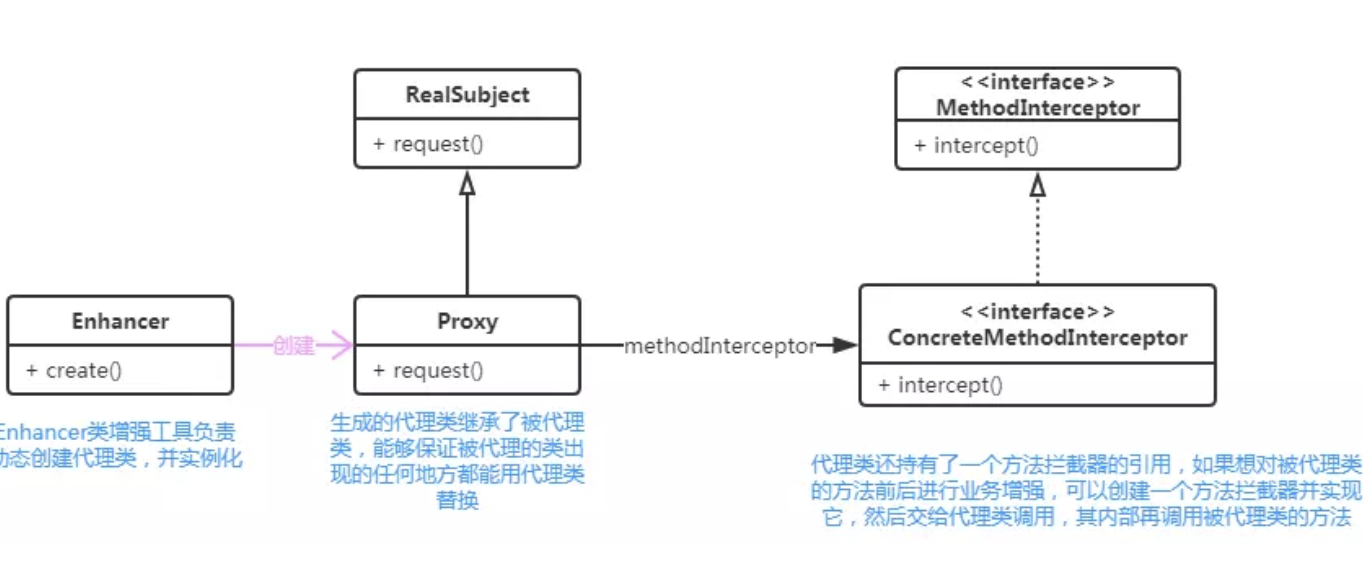 RealSubject
+ request()
<<interface>>
MethodInterceptor
+ intercept()
Enhancer
+ create()
创建
Proxy
+ request()
methodInterceptor
<<interface>>
ConcreteMethodInterceptor
+ intercept()
Enhancer类增强工具负责
动态创建代理类，并实例化
生成的代理类继承了被代理
类，能够保证被代理的类出
现的任何地方都能用代理类
替换
代理类还持有了一个方法拦截器的引用，如果想对被代理类
的方法前后进行业务增强，可以创建一个方法拦截器并实现
它，然后交给代理类调用，其内部再调用被代理类的方法